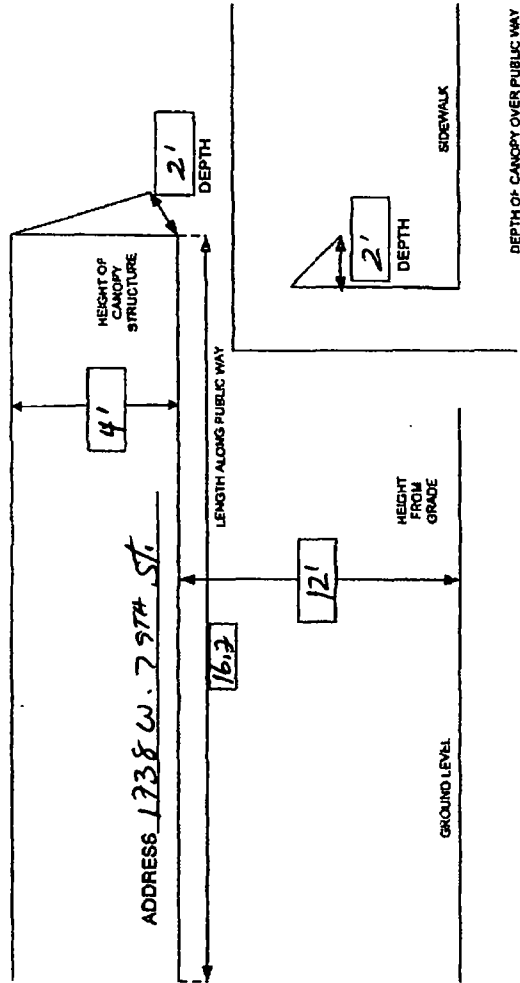 HEIGHT OF
CANOPY
STRUCTURE
4'
2'
DEPTH
ADDRESS 1738 W. 79TH ST.
LENGTH ALONG PUBLIC WAY
16.2
12'
HEIGHT
FROM
GRADE
GROUND LEVEL
2'
DEPTH
SIDEWALK
DEPTH OF CANOPY OVER PUBLIC WAY